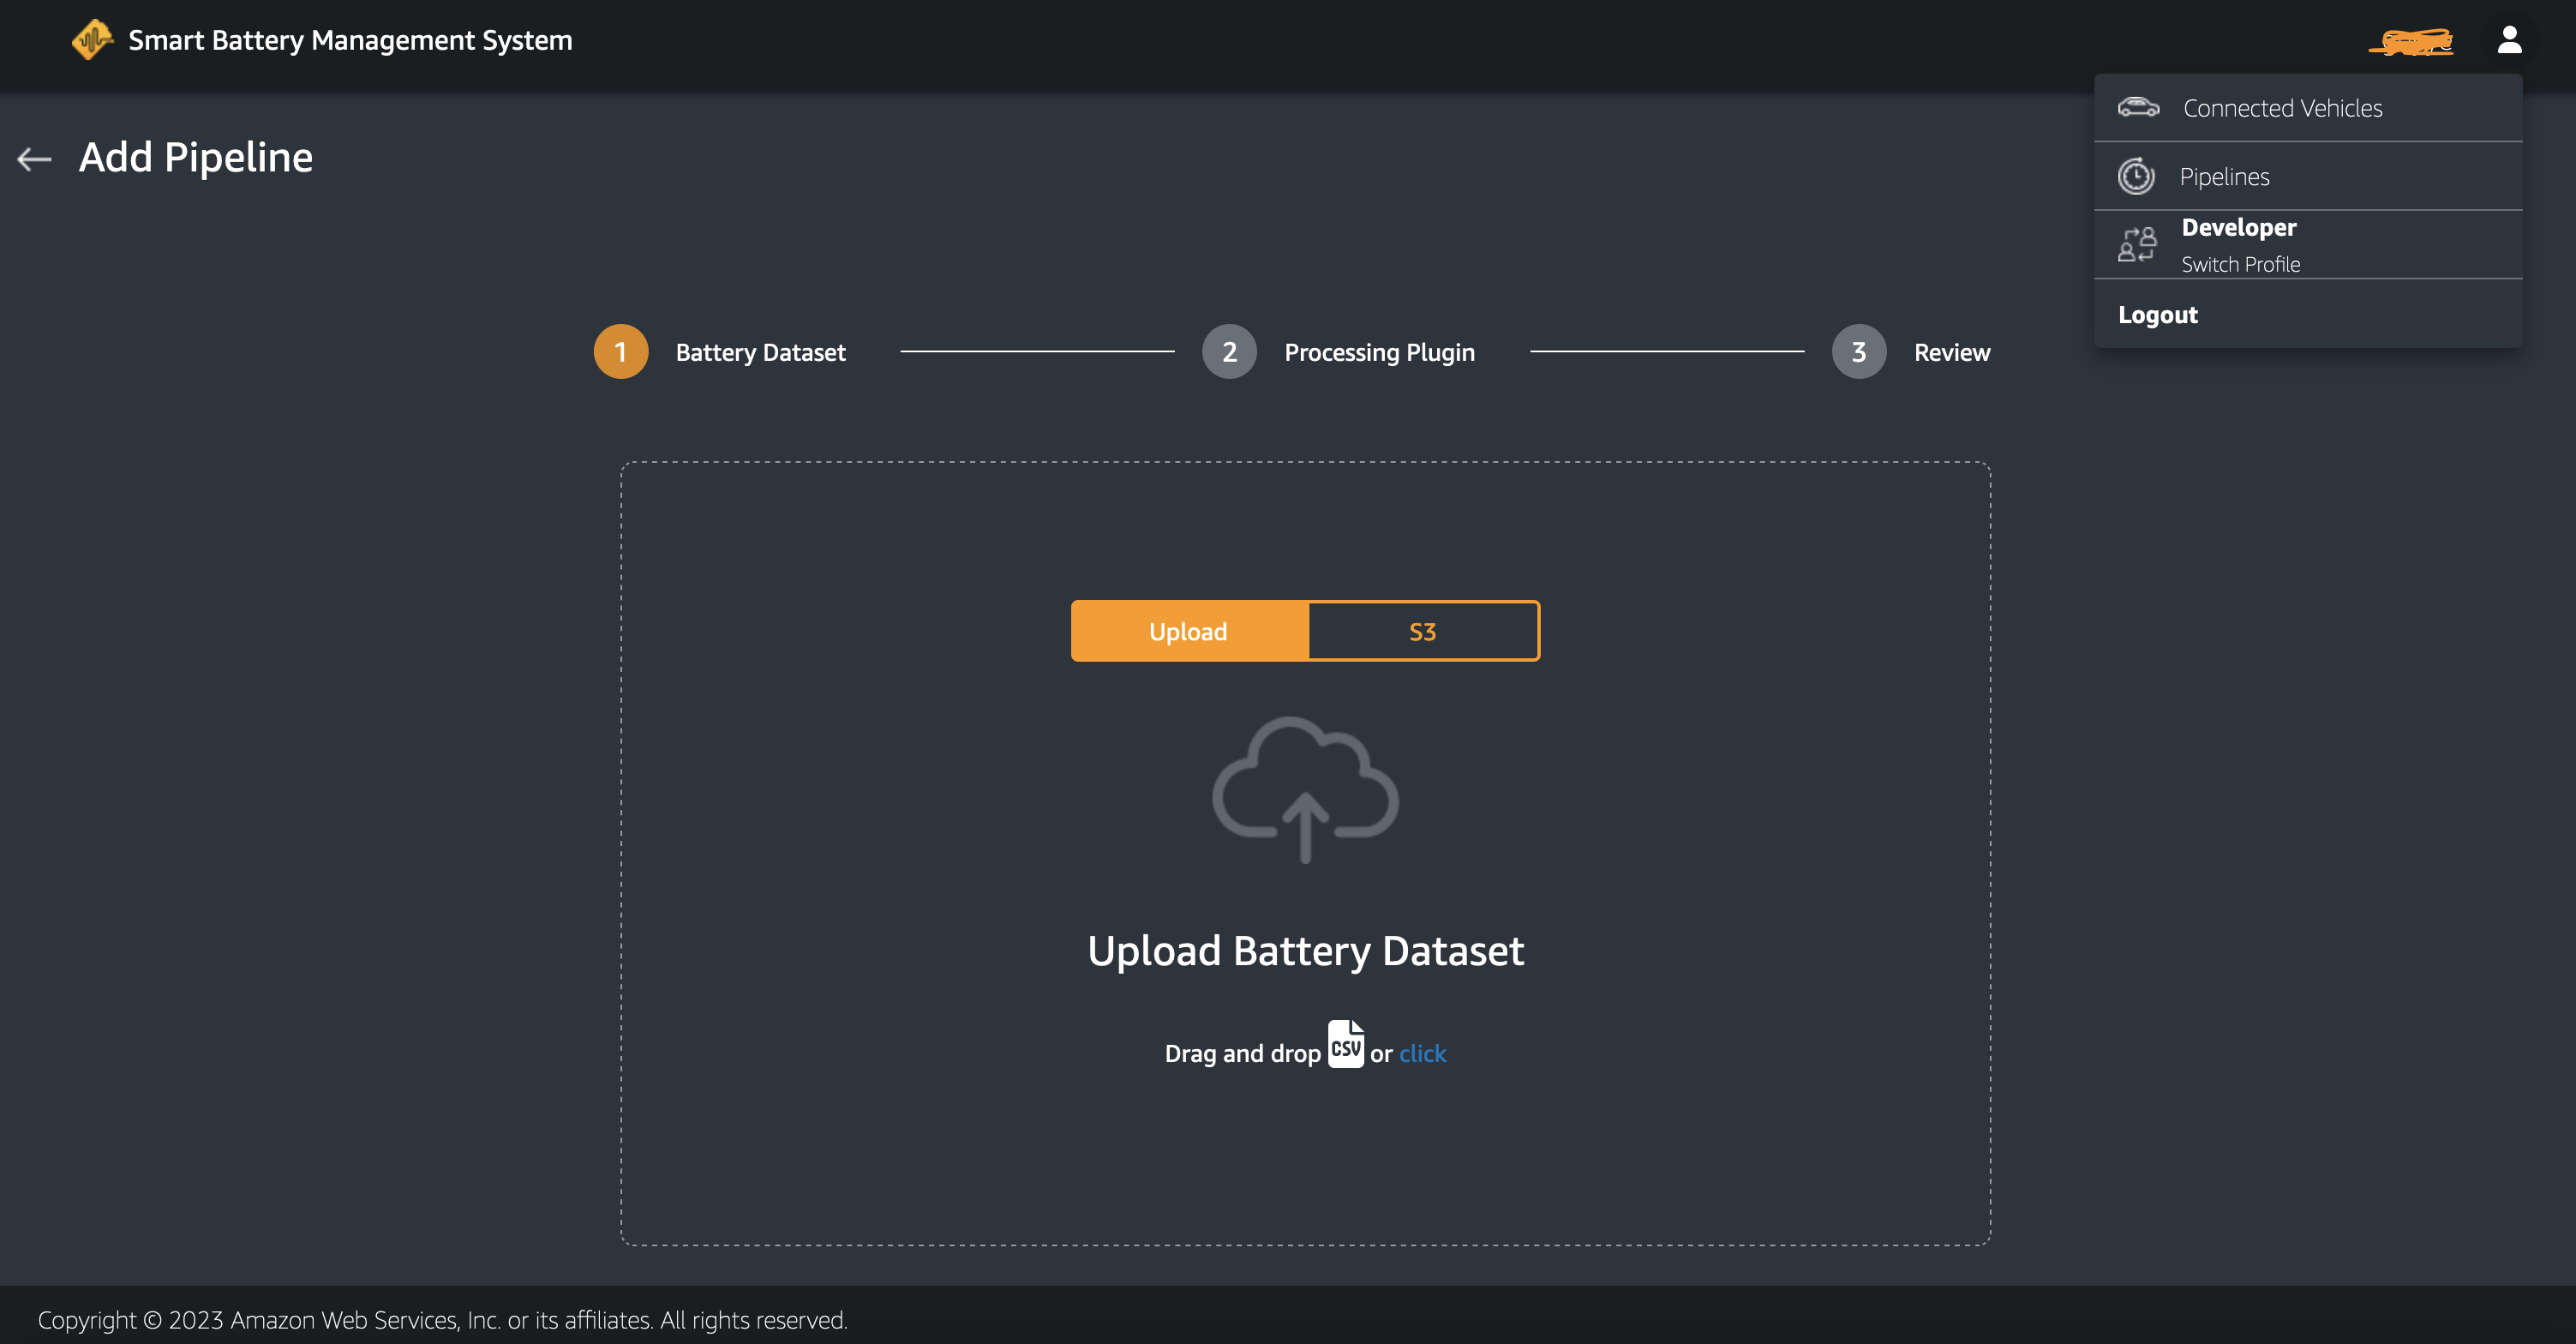 Smart Battery Management System
Connected Vehicles
Add Pipeline
Pipelines
Developer
Switch Profile
Logout
1 Battery Dataset 2 Processing Plugin 3 Review
Upload S3
Upload Battery Dataset
Drag and drop CSV or click
Copyright © 2023 Amazon Web Services, Inc. or its affiliates. All rights reserved.